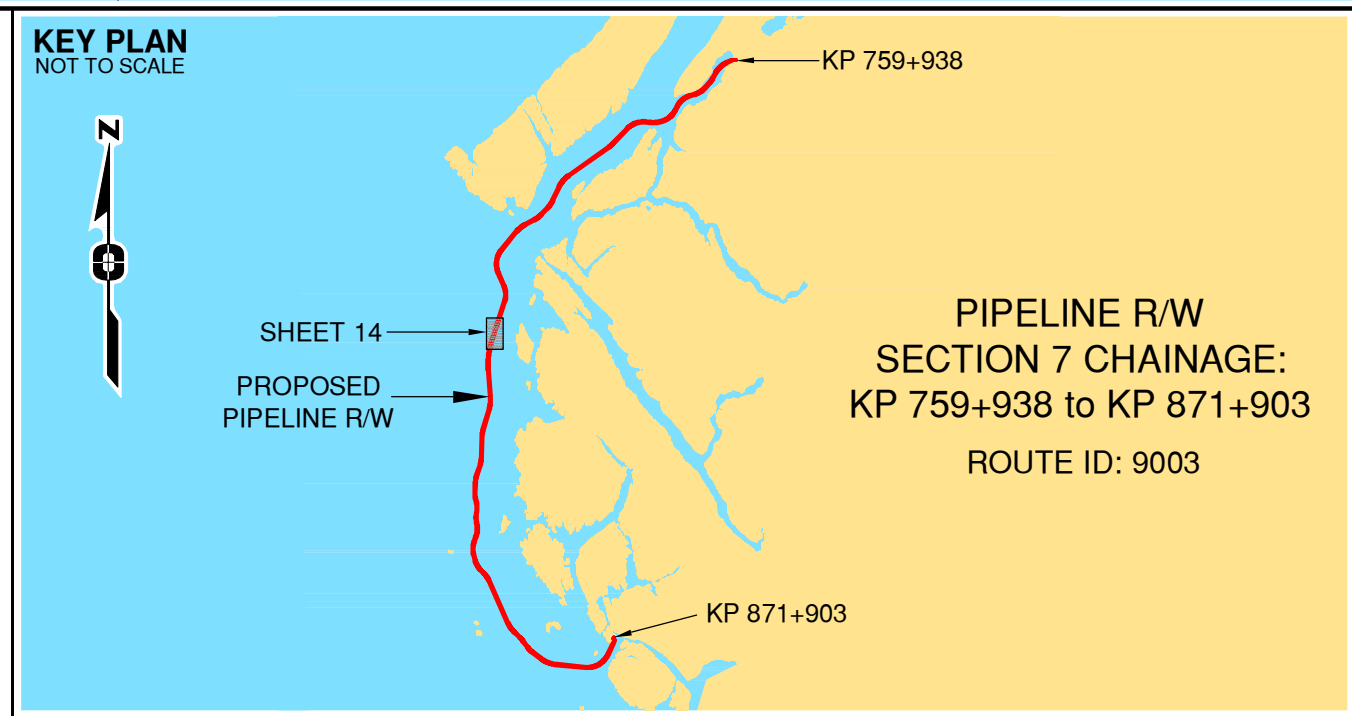 KEY PLAN
NOT TO SCALE
N
KP 759+938
SHEET 14
PROPOSED
PIPELINE R/W
PIPELINE R/W
SECTION 7 CHAINAGE:
KP 759+938 to KP 871+903
ROUTE ID: 9003
KP 871+903